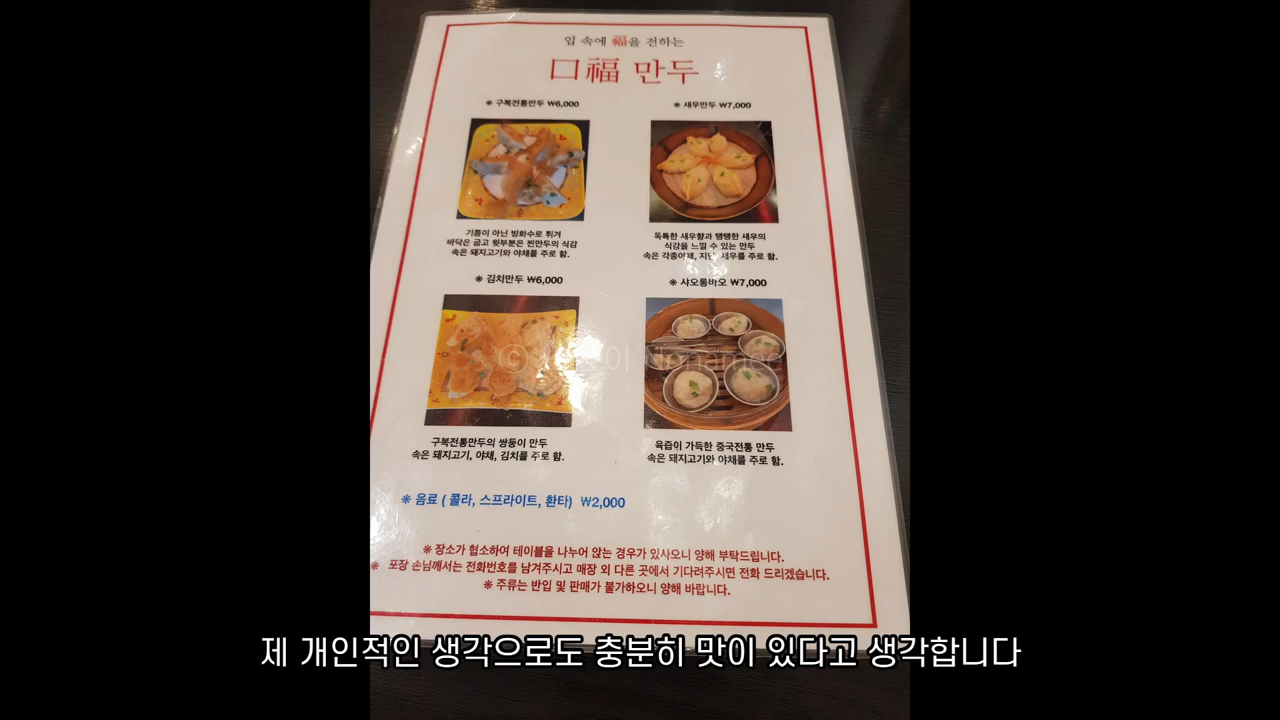 입 속에 福을 전하는
口福 만두
❋ 구복전통만두 ₩6,000
기름이 아닌 빙화수로 튀겨
바닥은 굽고 윗부분은 찐만두의 식감
속은 돼지고기와 야채를 주로 함.
❋ 새우만두 ₩7,000
독특한 새우향과 탱탱한 새우의
식감을 느낄 수 있는 만두
속은 각종야채, 새우를 주로 함.
❋ 김치만두 ₩6,000
구복전통만두의 쌍둥이 만두
속은 돼지고기, 야채, 김치를 주로 함.
❋ 샤오롱바오 ₩7,000
육즙이 가득한 중국전통 만두
속은 돼지고기와 야채를 주로 함.
❋ 음료 ( 콜라, 스프라이트, 환타) ₩2,000
❋ 장소가 협소하여 테이블을 나누어 앉는 경우가 있사오니 양해 부탁드립니다.
❋ 포장 손님께서는 전화번호를 남겨주시고 매장 외 다른 곳에서 기다려주시면 전화 드리겠습니다.
❋ 주류는 반입 및 판매가 불가하오니 양해 바랍니다.
제 개인적인 생각으로도 충분히 맛이 있다고 생각합니다